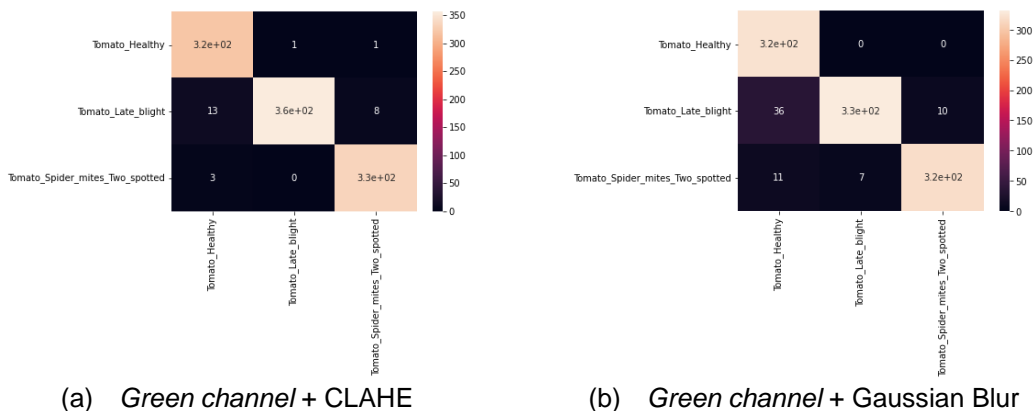 Tomato_Healthy 3.2e+02 1 1
Tomato_Late_blight 13 3.6e+02 8
Tomato_Spider_mites_Two_spotted 3 0 3.3e+02
Tomato_Healthy
Tomato_Late_blight
Tomato_Spider_mites_Two_spotted
350
300
250
200
150
100
50
0
(a) Green channel + CLAHE
Tomato_Healthy 3.2e+02 0 0
Tomato_Late_blight 36 3.3e+02 10
Tomato_Spider_mites_Two_spotted 11 7 3.2e+02
Tomato_Healthy
Tomato_Late_blight
Tomato_Spider_mites_Two_spotted
300
250
200
150
100
50
0
(b) Green channel + Gaussian Blur